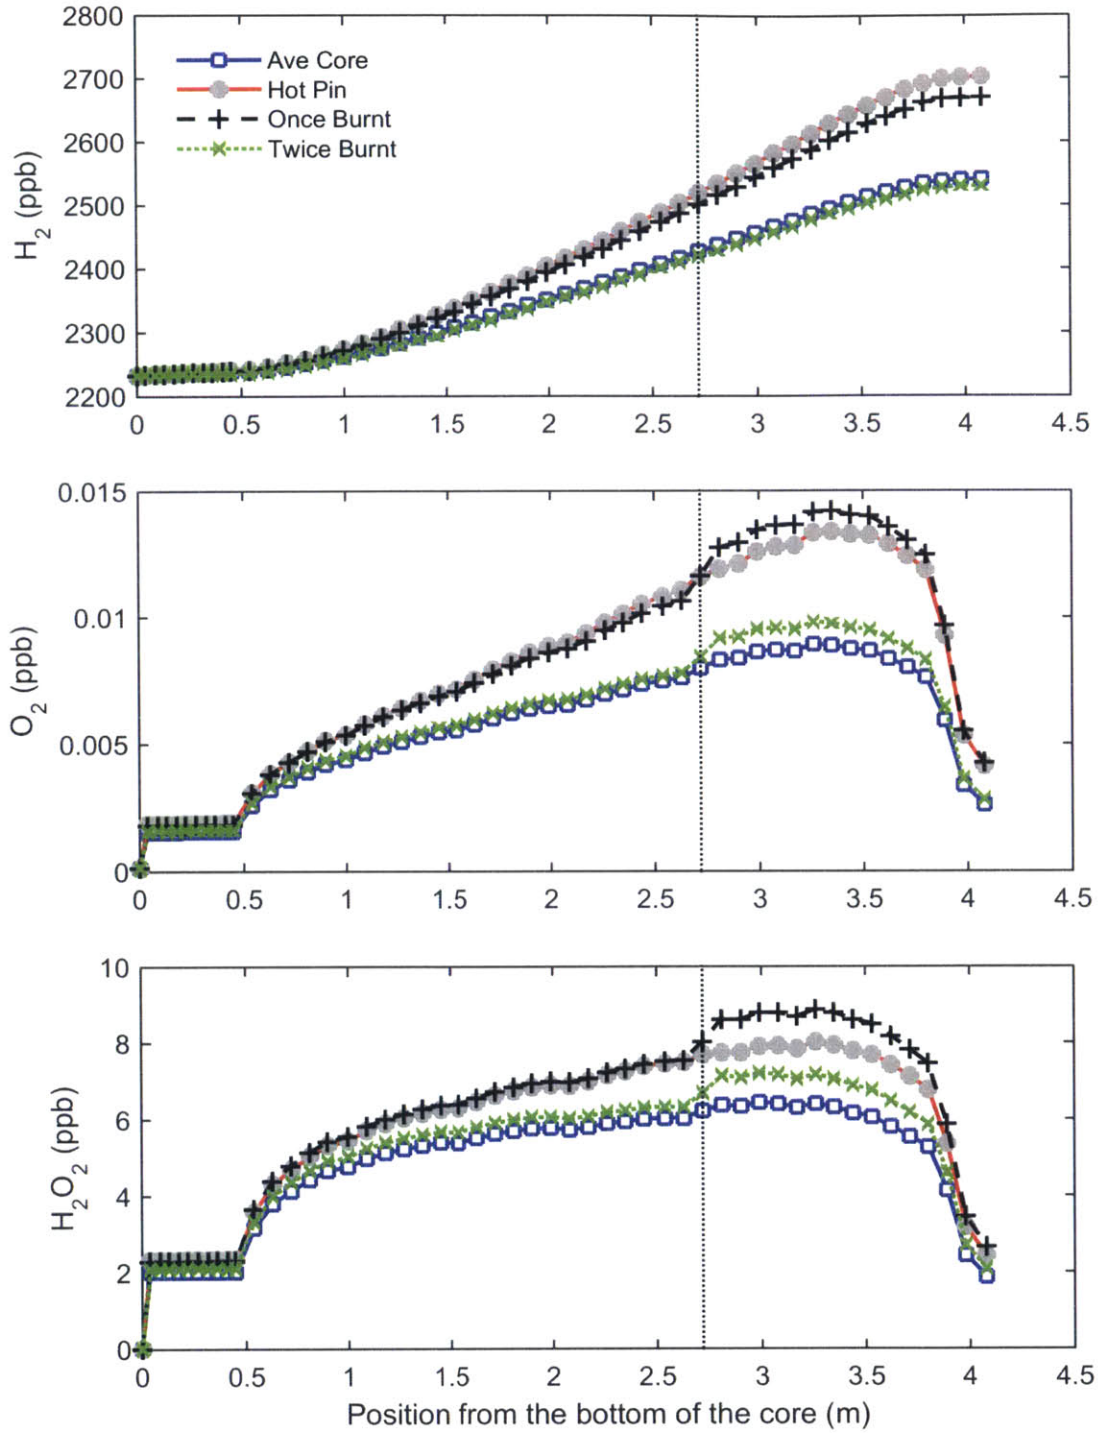 2800
2700
2600
2500
2400
2300
2200
H2 (ppb)
Ave Core
Hot Pin
Once Burnt
Twice Burnt
0 0.5 1 1.5 2 2.5 3 3.5 4 4.5
0.015
0.01
0.005
0
O2 (ppb)
0 0.5 1 1.5 2 2.5 3 3.5 4 4.5
10
8
6
4
2
0
H2O2 (ppb)
0 0.5 1 1.5 2 2.5 3 3.5 4 4.5
Position from the bottom of the core (m)